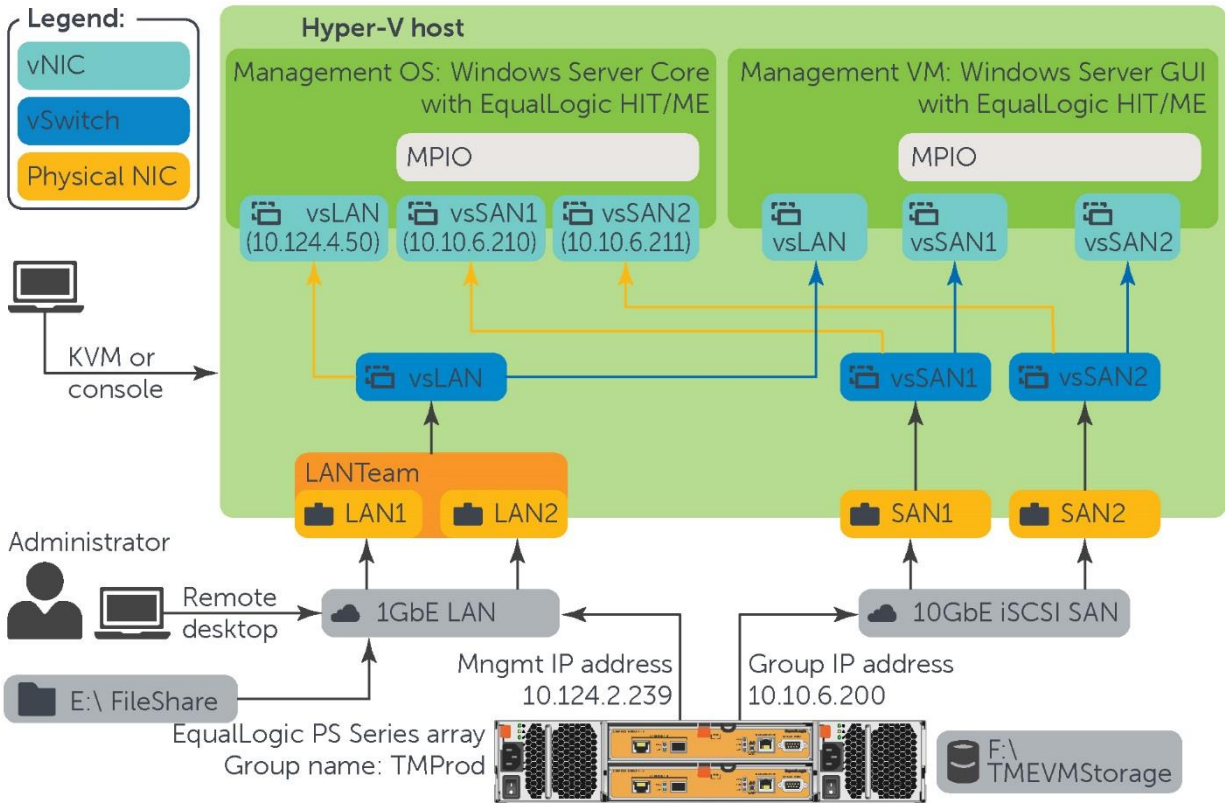 Legend:
vNIC
vSwitch
Physical NIC
Hyper-V host
Management OS: Windows Server Core
with EqualLogic HIT/ME
MPIO
vsLAN
(10.124.4.50)
vsSAN1
(10.10.6.210)
vsSAN2
(10.10.6.211)
Management VM: Windows Server GUI
with EqualLogic HIT/ME
MPIO
vsLAN
vsSAN1
vsSAN2
KVM or
console
vsLAN
vsSAN1
vsSAN2
LANTeam
LAN1
LAN2
SAN1
SAN2
Administrator
Remote
desktop
1GbE LAN
10GbE iSCSI SAN
E:\ FileShare
Mngmt IP address
10.124.2.239
Group IP address
10.10.6.200
EqualLogic PS Series array
Group name: TMProd
F:\
TMEVMStorage